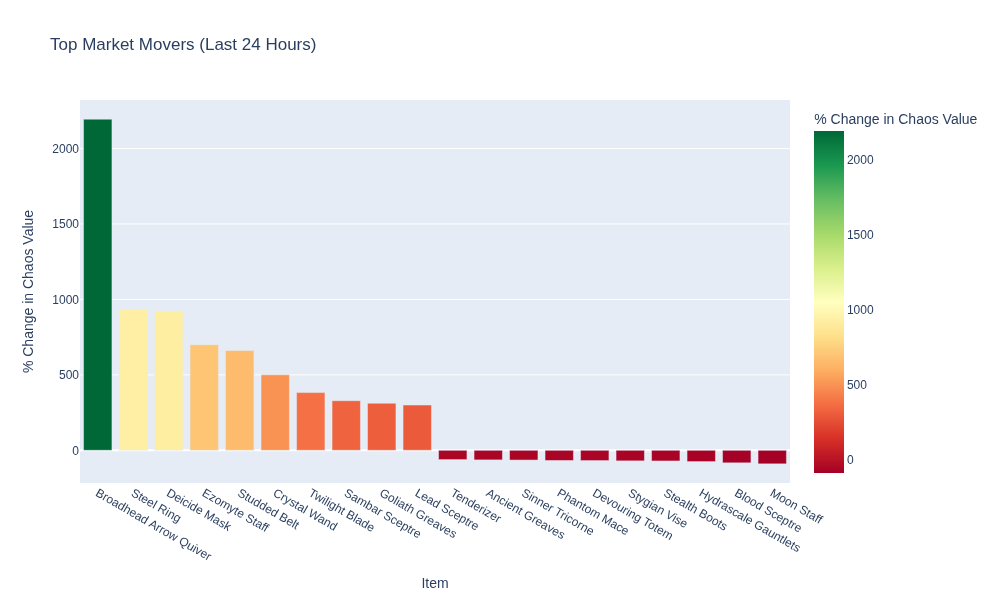 Top Market Movers (Last 24 Hours)
% Change in Chaos Value
2000
1500
1000
500
0
Broadhead Arrow Quiver
Steel Ring
Deicide Mask
Ezomyte Staff
Studded Belt
Crystal Wand
Twilight Blade
Sambar Sceptre
Goliath Greaves
Lead Sceptre
Tenderizer
Ancient Greaves
Sinner Tricorne
Phantom Mace
Devouring Totem
Stygian Vise
Stealth Boots
Hydrascale Gauntlets
Blood Sceptre
Moon Staff
Item
% Change in Chaos Value
2000
1500
1000
500
0